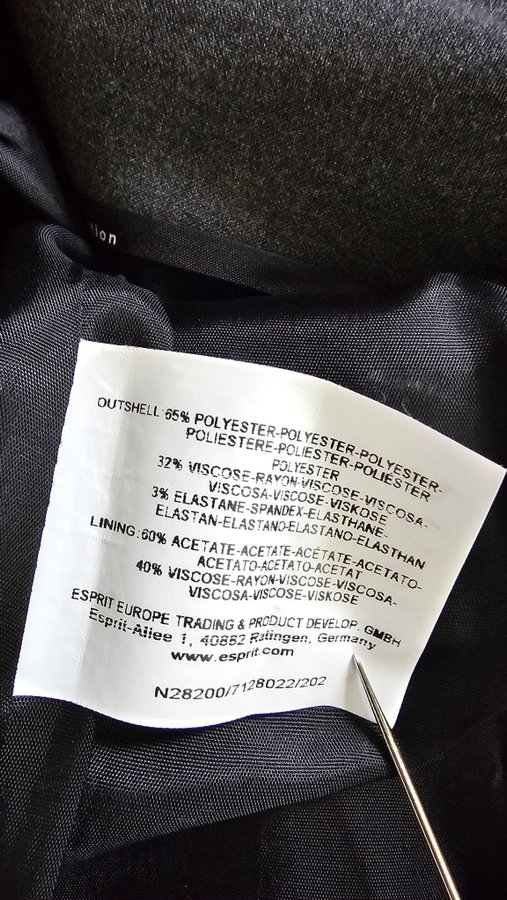 lion
OUTSHELL:65% POLYESTER-POLYESTER-POLYESTER-
POLIESTERE-POLIESTER-POLIESTER
POLYESTER
32% VISCOSE-RAYON-VISCOSE-VISCOSA-
VISCOSA-VISCOSE-VISKOSE
3% ELASTANE-SPANDEX-ELASTHANE-
ELASTAN-ELASTANO-ELASTANO-ELASTHAN
LINING:60% ACETATE-ACETATE-ACÉTATE-ACETATO-
ACETATO-ACETATO-ACETAT
40% VISCOSE-RAYON-VISCOSE-VISCOSA-
VISCOSA-VISCOSE-VISKOSE
ESPRIT EUROPE TRADING & PRODUCT DEVELOP. GMBH
Esprit-Allee 1, 40882 Ratingen, Germany
www.esprit.com
N28200/7128022/202